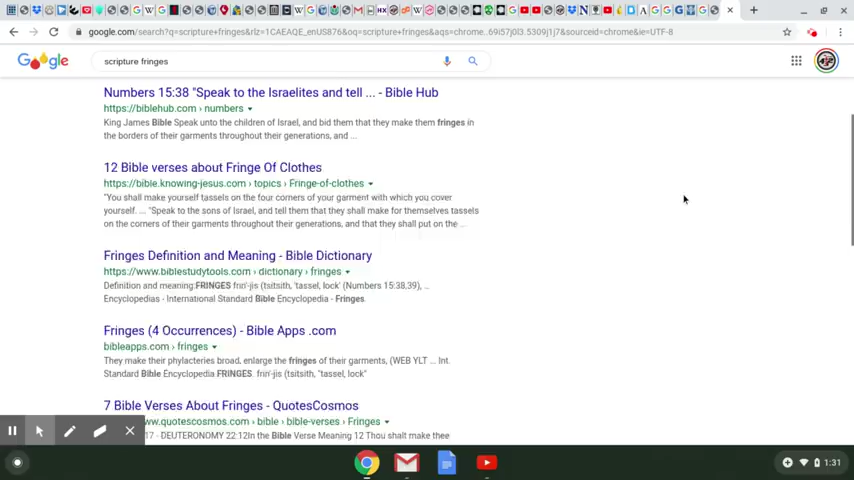 google.com/search?q=scripture+fringes&rlz=1CAEAQE_enUS876&oq=scripture+fringes&aqs=chrome..69i57j0l3.5309j1j7&sourceid=chrome&ie=UTF-8
Google
scripture fringes
Numbers 15:38 "Speak to the Israelites and tell ... - Bible Hub
https://biblehub.com › numbers
King James Bible Speak unto the children of Israel, and bid them that they make them fringes in
the borders of their garments throughout their generations, and ...
12 Bible verses about Fringe Of Clothes
https://bible.knowing-jesus.com › topics › Fringe-of-clothes
"You shall make yourself tassels on the four corners of your garment with which you cover
yourself. ... "Speak to the sons of Israel, and tell them that they shall make for themselves tassels
on the corners of their garments throughout their generations, and that they shall put on the ...
Fringes Definition and Meaning - Bible Dictionary
https://www.biblestudytools.com › dictionary › fringes
Definition and meaning:FRINGES frin'-jis (tsitsith, 'tassel, lock' (Numbers 15:38,39), ...
Encyclopedias - International Standard Bible Encyclopedia - Fringes.
Fringes (4 Occurrences) - Bible Apps .com
bibleapps.com › fringes
They make their phylacteries broad, enlarge the fringes of their garments, (WEB YLT ... Int.
Standard Bible Encyclopedia FRINGES. frin'-jis (tsitsith, "tassel, lock"
7 Bible Verses About Fringes - QuotesCosmos
ww.quotescosmos.com › bible › bible-verses › Fringes
17 - DEUTERONOMY 22:12In the Bible Verse Meaning 12 Thou shalt make thee
1:31